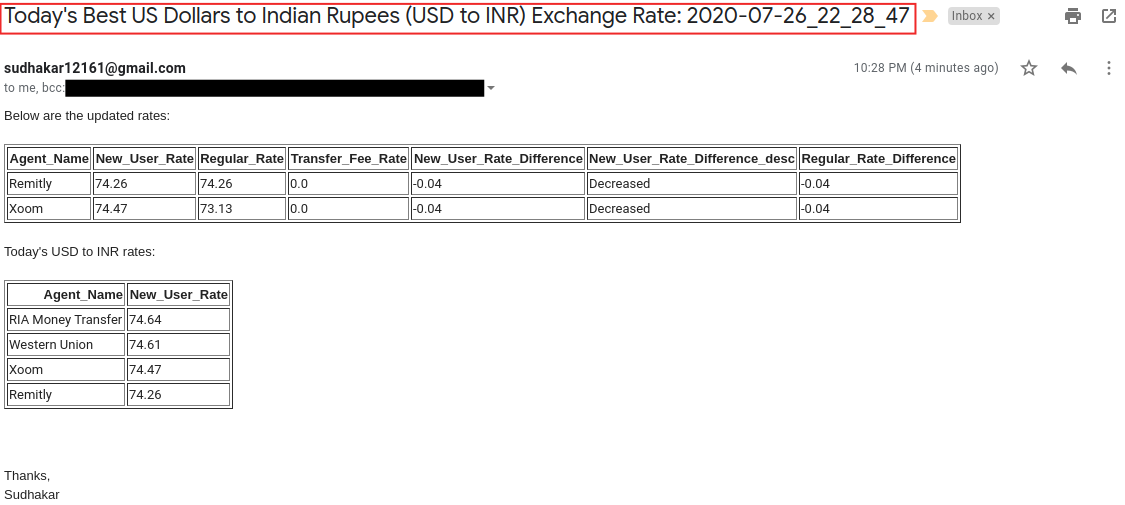 Today's Best US Dollars to Indian Rupees (USD to INR) Exchange Rate: 2020-07-26_22_28_47 Inbox ×
sudhakar12161@gmail.com 10:28 PM (4 minutes ago)
to me, bcc:
Below are the updated rates:
Agent_Name New_User_Rate Regular_Rate Transfer_Fee_Rate New_User_Rate_Difference New_User_Rate_Difference_desc Regular_Rate_Difference
Remitly 74.26 74.26 0.0 -0.04 Decreased -0.04
Xoom 74.47 73.13 0.0 -0.04 Decreased -0.04
Today's USD to INR rates:
Agent_Name New_User_Rate
RIA Money Transfer 74.64
Western Union 74.61
Xoom 74.47
Remitly 74.26
Thanks,
Sudhakar